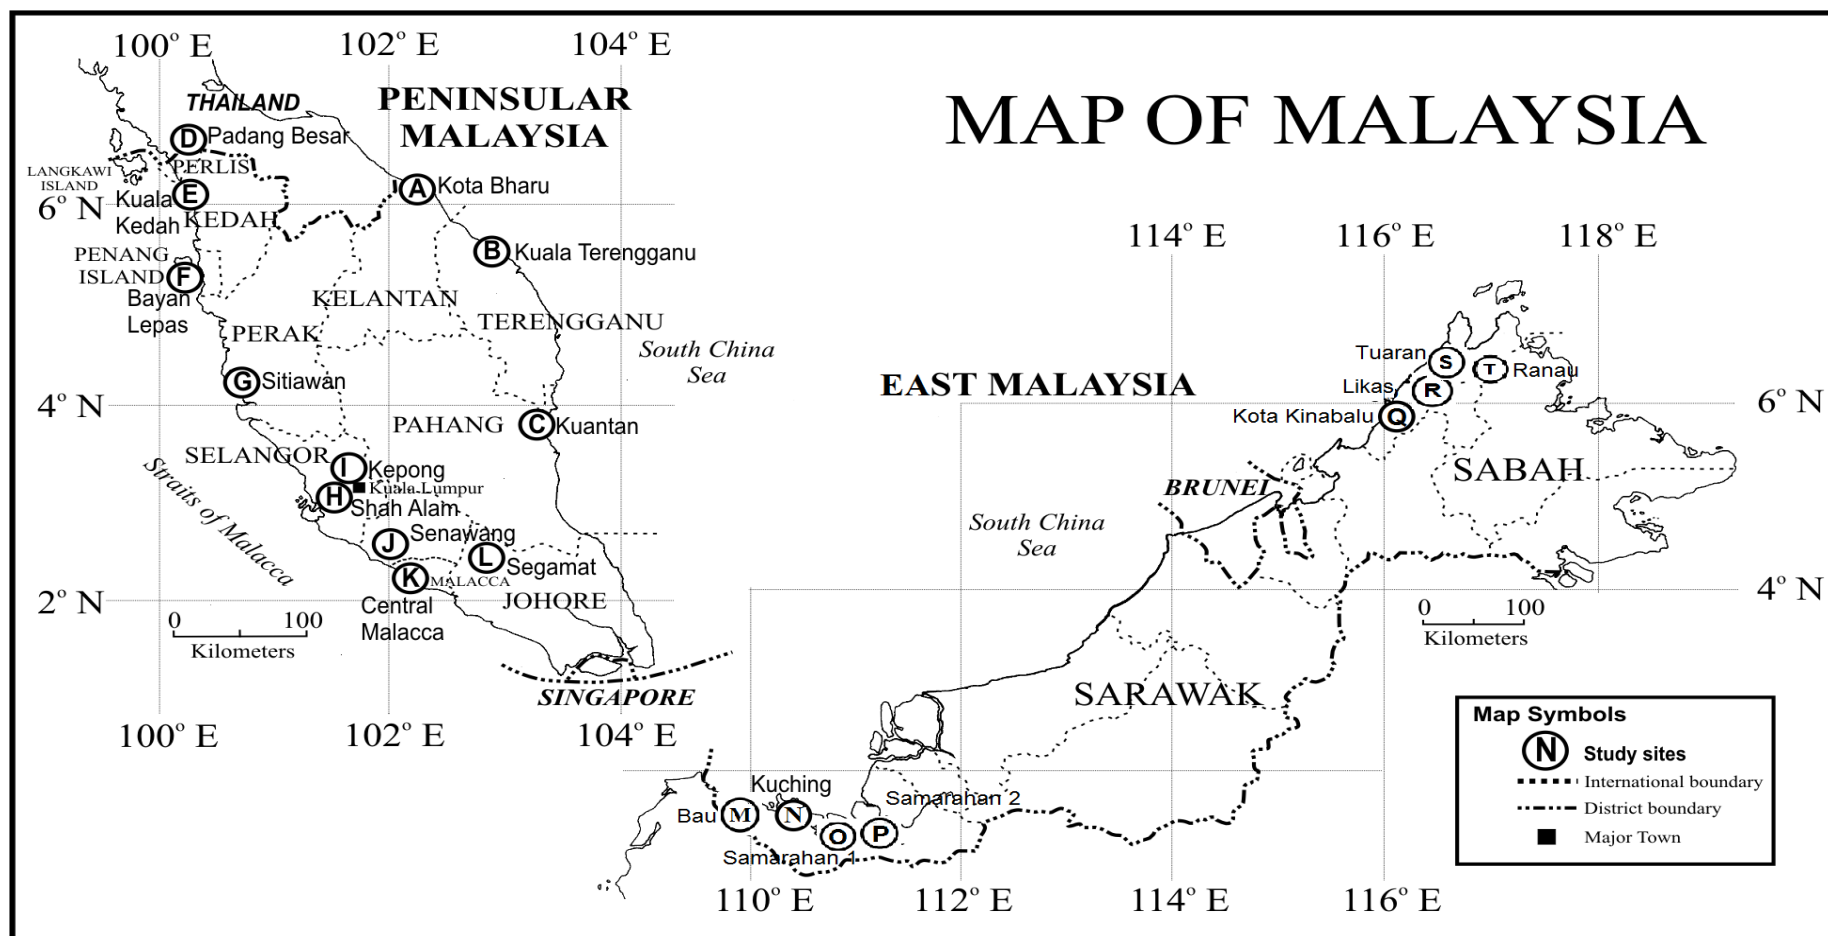 100° E
102° E
104° E
MAP OF MALAYSIA
PENINSULAR
MALAYSIA
THAILAND
D
Padang Besar
PERLIS
LANGKAWI
ISLAND
6° N
E
Kuala
Kedah
KEDAH
A
Kota Bharu
B
Kuala Terengganu
PENANG
ISLAND
F
Bayan
Lepas
KELANTAN
TERENGGANU
PERAK
South China
Sea
G
Sitiawan
4° N
PAHANG
C
Kuantan
SELANGOR
I
Kepong
Kuala Lumpur
H
Shah Alam
Straits of Malacca
J
Senawang
L
Segamat
K
MALACCA
Central
Malacca
JOHORE
2° N
0
100
Kilometers
SINGAPORE
100° E
102° E
104° E
114° E
116° E
118° E
EAST MALAYSIA
Tuaran
S
T
Ranau
Likas
R
Kota Kinabalu
Q
6° N
SABAH
BRUNEI
South China
Sea
4° N
0
100
Kilometers
SARAWAK
Kuching
Bau
M
N
O
P
Samarahan 2
Samarahan 1
110° E
112° E
114° E
116° E
Map Symbols
N
Study sites
International boundary
District boundary
Major Town